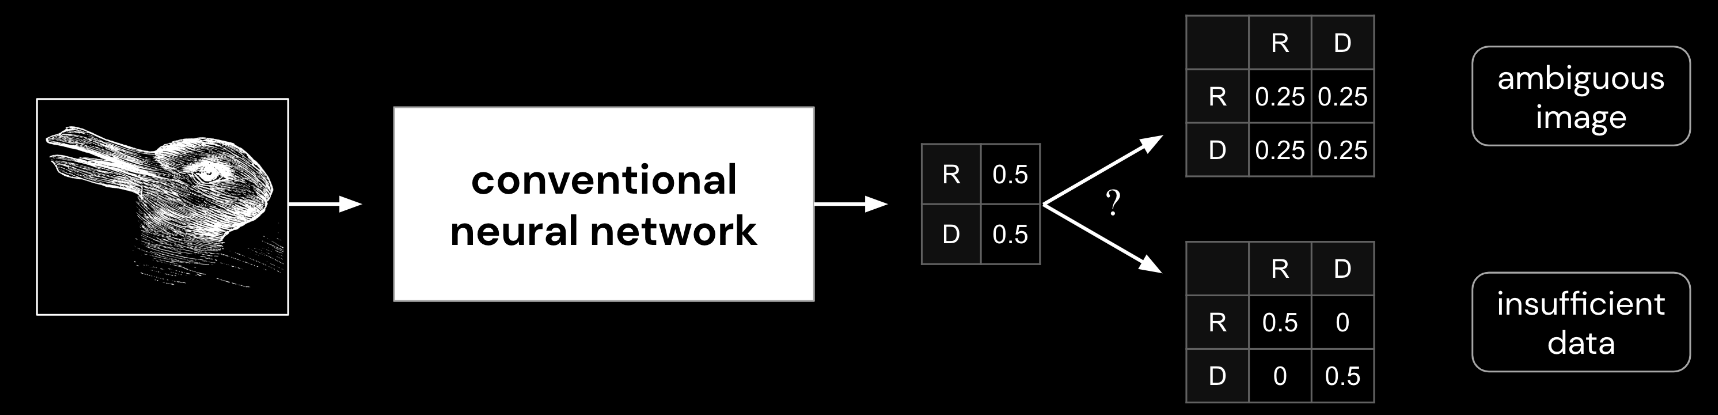 conventional
neural network
R 0.5
D 0.5
?
R D
R 0.25 0.25
D 0.25 0.25
ambiguous
image
R D
R 0.5 0
D 0 0.5
insufficient
data